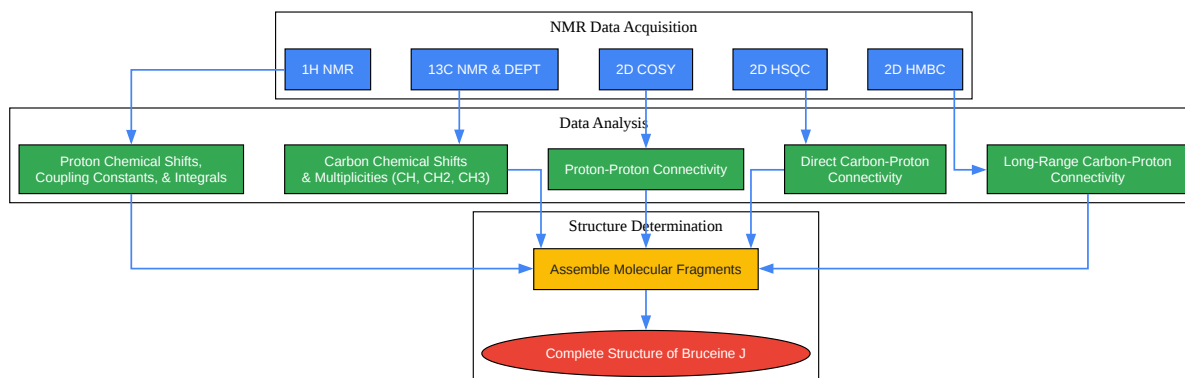 NMR Data Acquisition
1H NMR
13C NMR & DEPT
2D COSY
2D HSQC
2D HMBC
Data Analysis
Proton Chemical Shifts,
Coupling Constants, & Integrals
Carbon Chemical Shifts
& Multiplicities (CH, CH2, CH3)
Proton-Proton Connectivity
Direct Carbon-Proton
Connectivity
Long-Range Carbon-Proton
Connectivity
Structure Determination
Assemble Molecular Fragments
Complete Structure of Bruceine J